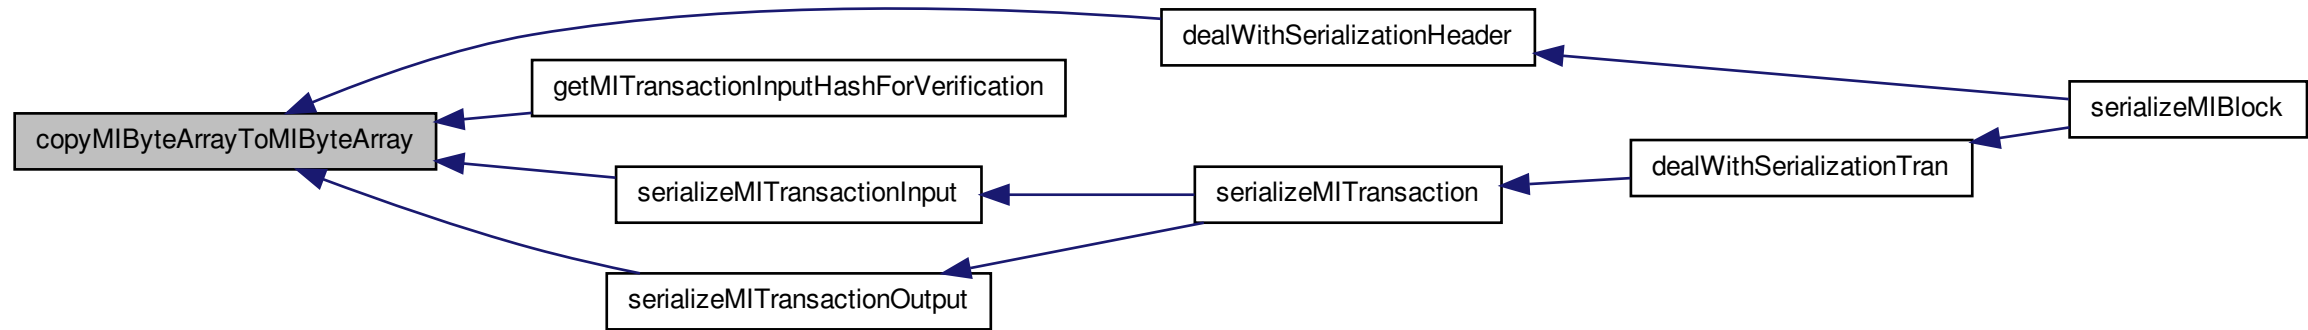 dealWithSerializationHeader
getMITransactionInputHashForVerification
serializeMIBlock
copyMIByteArrayToMIByteArray
dealWithSerializationTran
serializeMITransactionInput
serializeMITransaction
serializeMITransactionOutput